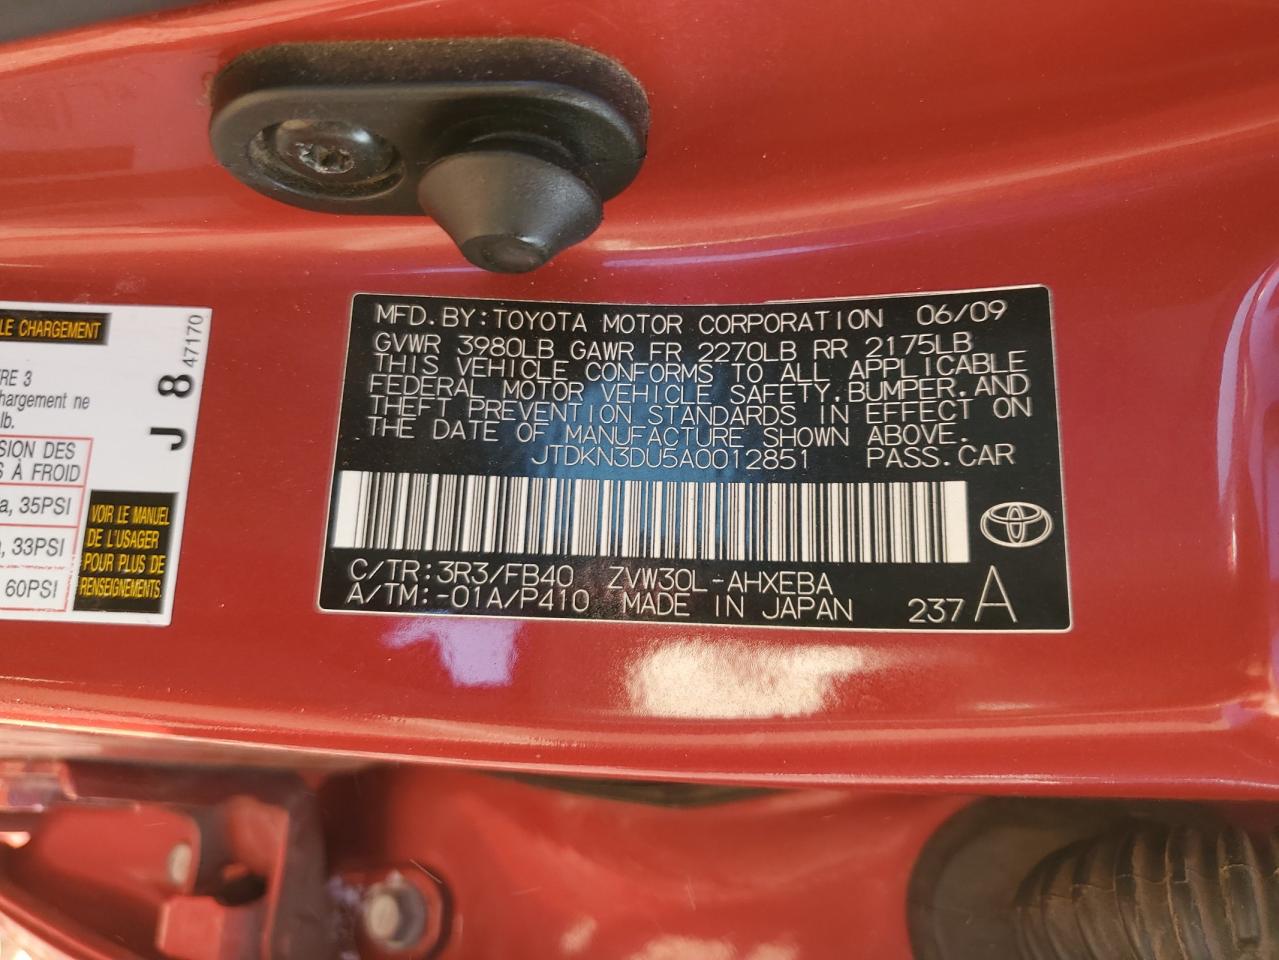 LE CHARGEMENT
J 8
47170
RE 3
hargement ne
lb.
SION DES
S À FROID
a, 35PSI
, 33PSI
60PSI
VOIR LE MANUEL
DE L'USAGER
POUR PLUS DE
RENSEIGNEMENTS.
MFD. BY: TOYOTA MOTOR CORPORATION 06/09
GVWR 3980LB GAWR FR 2270LB RR 2175LB
THIS VEHICLE CONFORMS TO ALL APPLICABLE
FEDERAL MOTOR VEHICLE SAFETY, BUMPER, AND
THEFT PREVENTION STANDARDS IN EFFECT ON
THE DATE OF MANUFACTURE SHOWN ABOVE.
JTDKN3DU5A0012851 PASS. CAR
C/TR: 3R3/FB40 ZVW30L-AHXEBA
A/TM: -01A/P410 MADE IN JAPAN 237 A